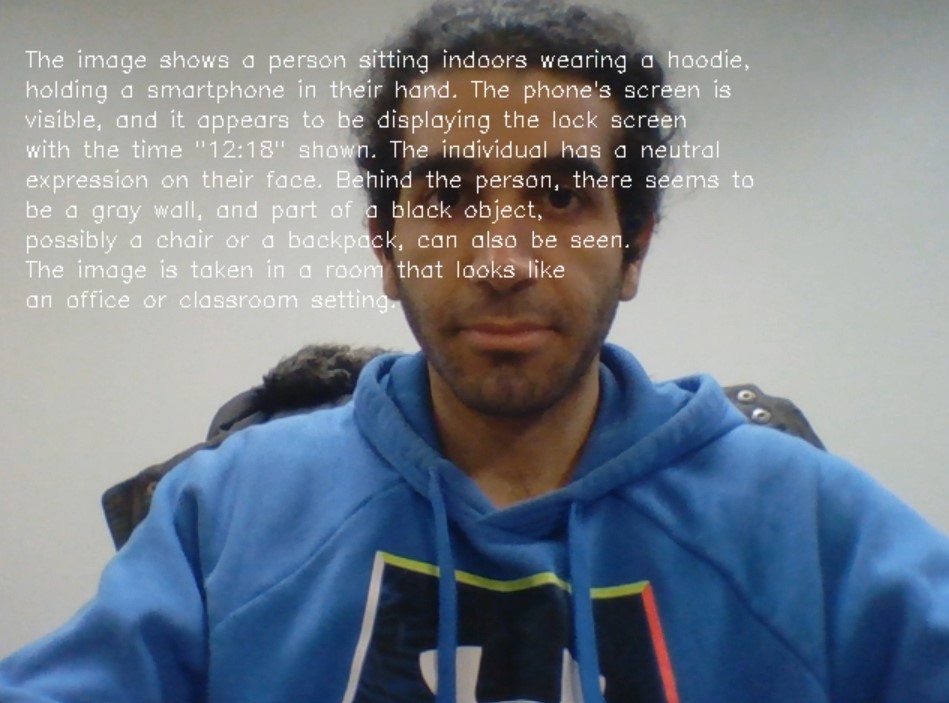 The image shows a person sitting indoors wearing a hoodie,
holding a smartphone in their hand. The phone's screen is
visible, and it appears to be displaying the lock screen
with the time "12:18" shown. The individual has a neutral
expression on their face. Behind the person, there seems to
be a gray wall, and part of a black object,
possibly a chair or a backpack, can also be seen.
The image is taken in a room that looks like
an office or classroom setting.